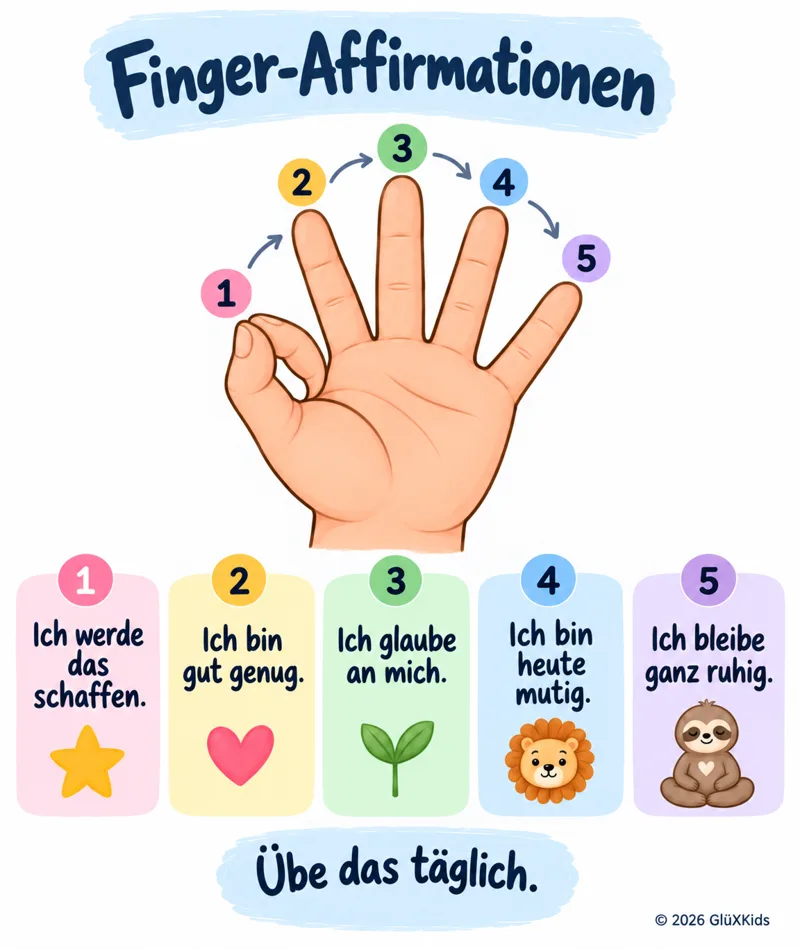 Finger-Affirmationen
3
2
4
5
1
1
Ich werde
das
schaffen.
2
Ich bin
gut genug.
3
Ich glaube
an mich.
4
Ich bin
heute
mutig.
5
Ich bleibe
ganz ruhig.
Übe das täglich.
© 2026 GlüXKids